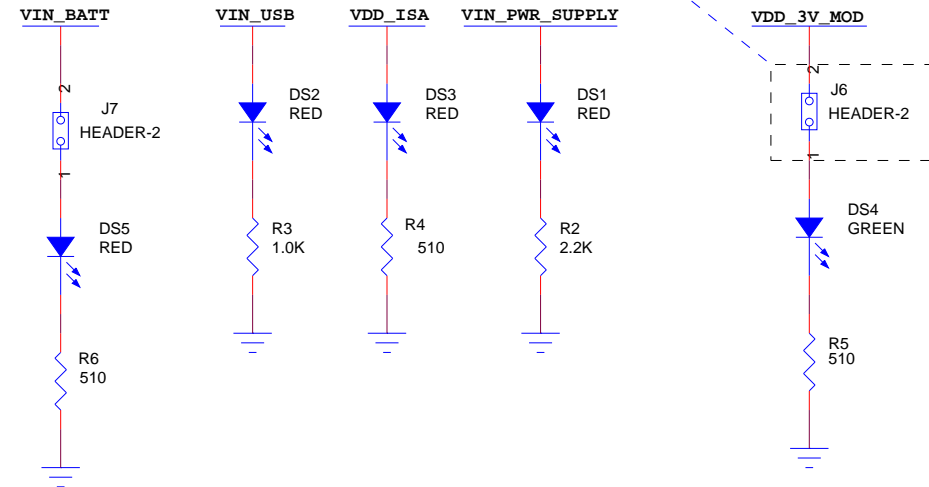 VIN_BATT VIN_USB VDD_ISA VIN_PWR_SUPPLY VDD_3V_MOD
2
J7
HEADER-2
1
DS5
RED
R6
510
DS2
RED
R3
1.0K
DS3
RED
R4
510
DS1
RED
R2
2.2K
2
J6
HEADER-2
1
DS4
GREEN
R5
510